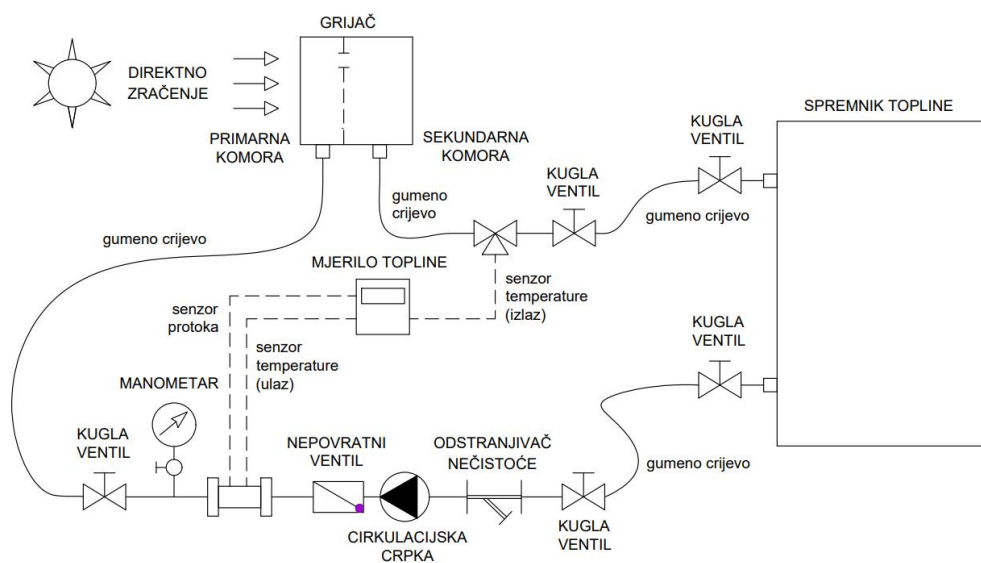 GRIJAČ
DIREKTNO
ZRAČENJE
PRIMARNA
KOMORA
SEKUNDARNA
KOMORA
SPREMNIK TOPLINE
KUGLA
VENTIL
KUGLA
VENTIL
gumeno
crijevo
gumeno crijevo
gumeno crijevo
MJERILO TOPLINE
senzor
temperature
(izlaz)
senzor
protoka
senzor
temperature
(ulaz)
KUGLA
VENTIL
MANOMETAR
KUGLA
VENTIL
NEPOVRATNI
VENTIL
ODSTRANJIVAČ
NEČISTOĆE
gumeno crijevo
CIRKULACIJSKA
CRPKA
KUGLA
VENTIL